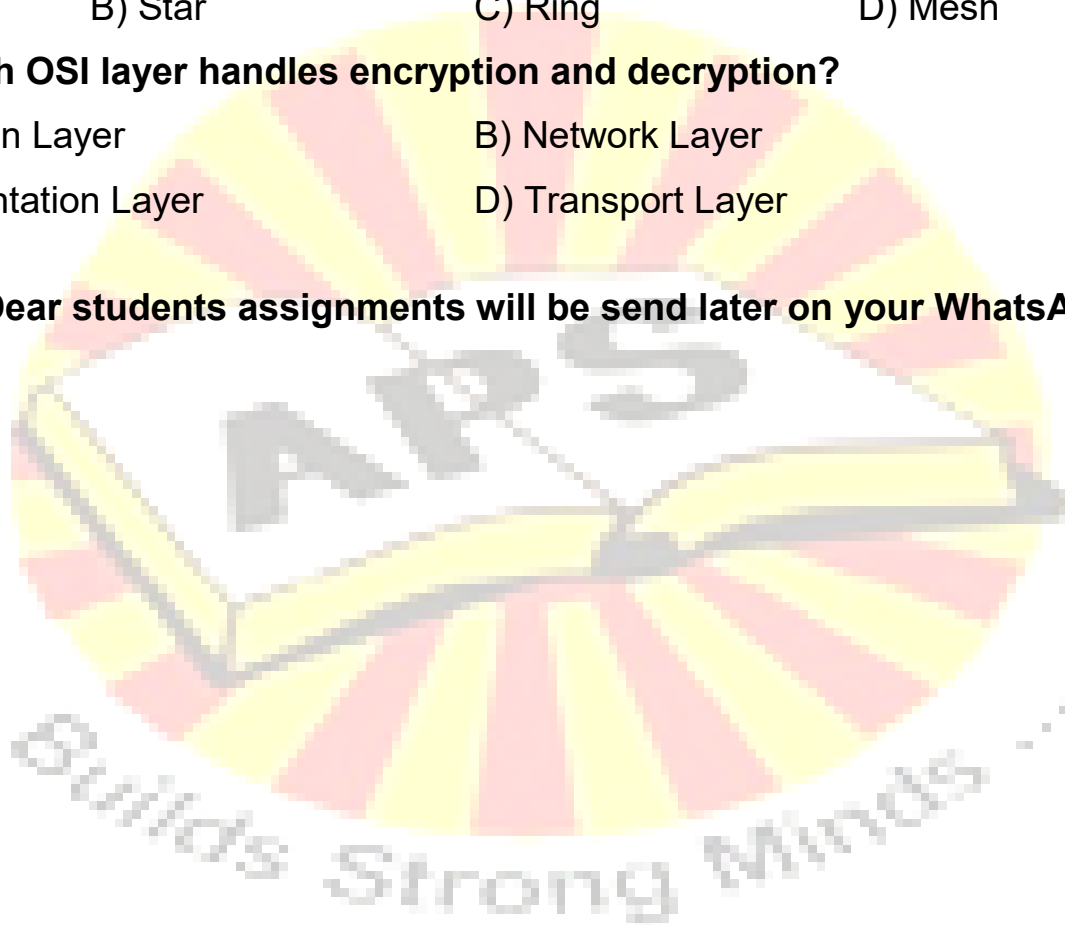 B) Star C) Ring D) Mesh
h OSI layer handles encryption and decryption?
n Layer B) Network Layer
ntation Layer D) Transport Layer
Dear students assignments will be send later on your WhatsA
APS
Builds Strong Minds ...